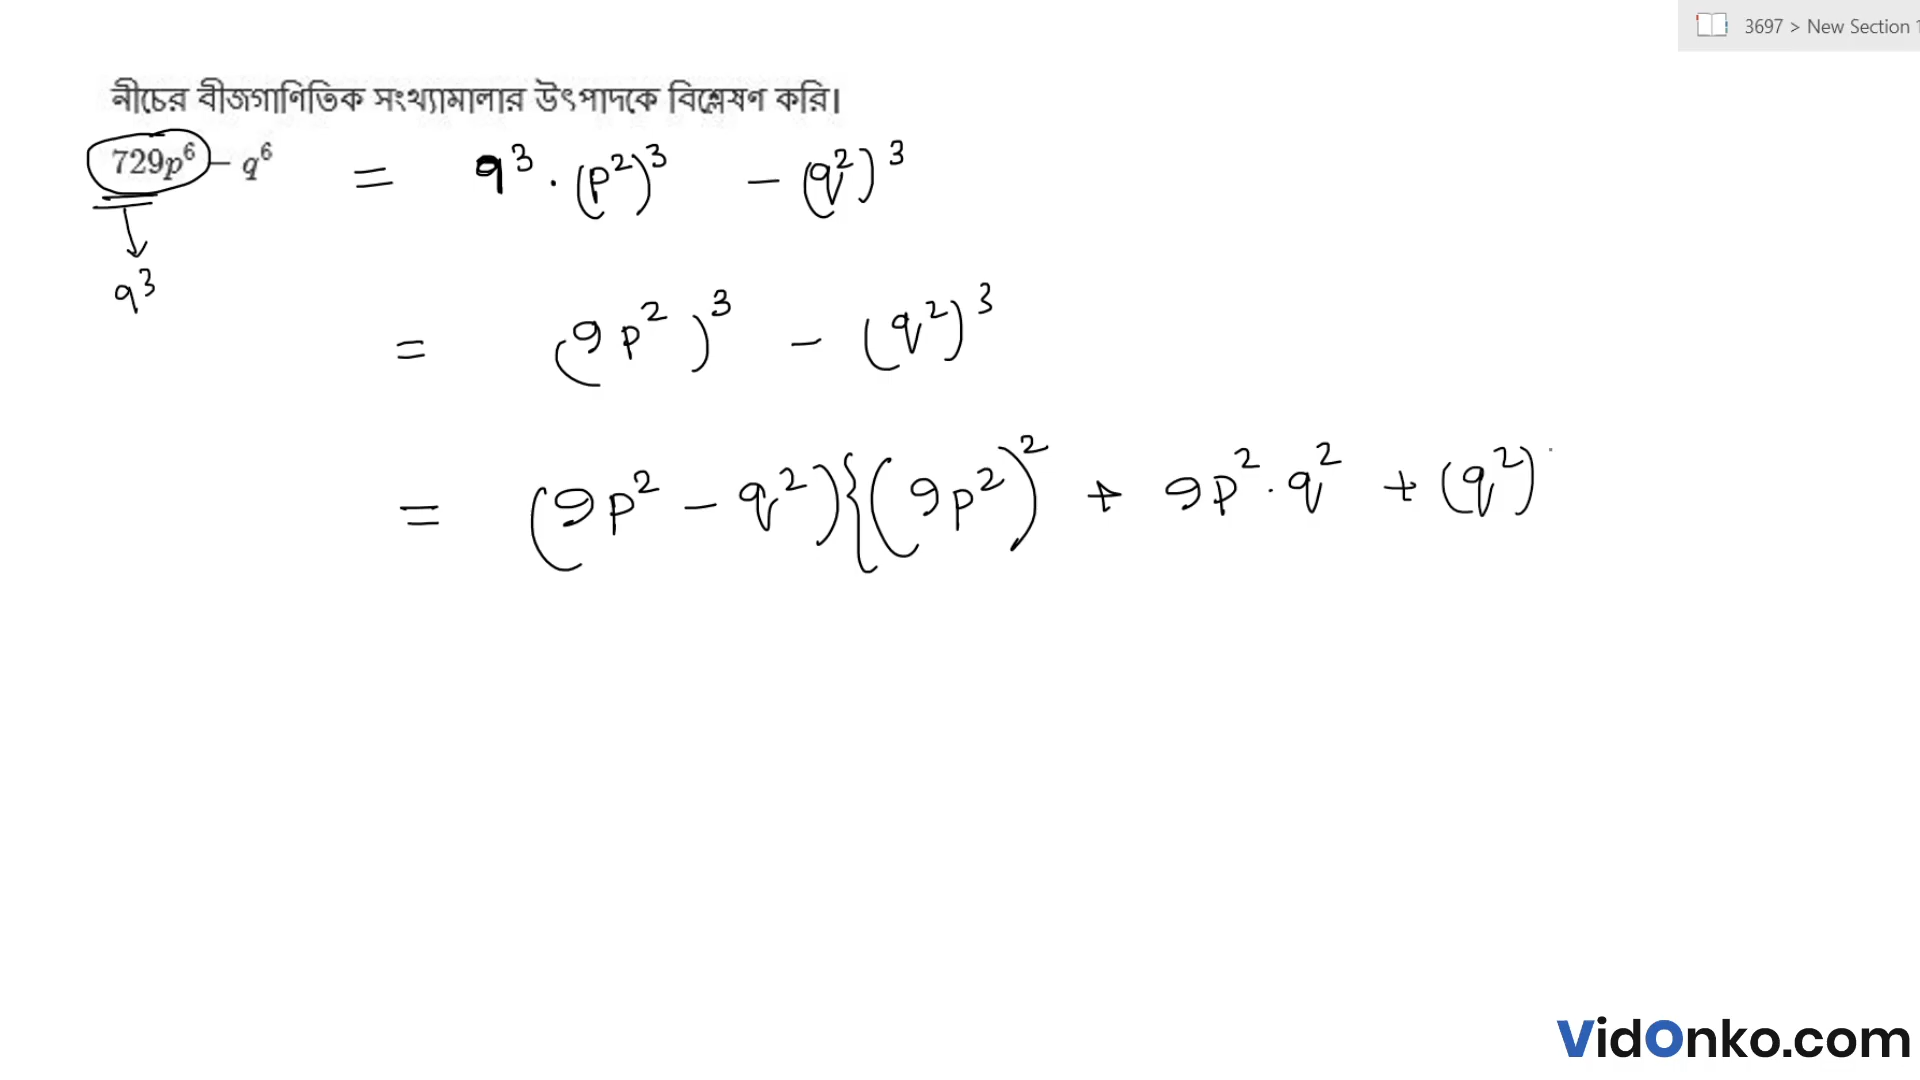 3697 > New Section 1
নীচের বীজগাণিতিক সংখ্যামালার উৎপাদকে বিশ্লেষণ করি।
729p⁶ − q⁶ = 9³ · (p²)³ − (q²)³
9³
= (9p²)³ − (q²)³
= (9p² − q²){(9p²)² + 9p² · q² + (q²)
VidOnko.com